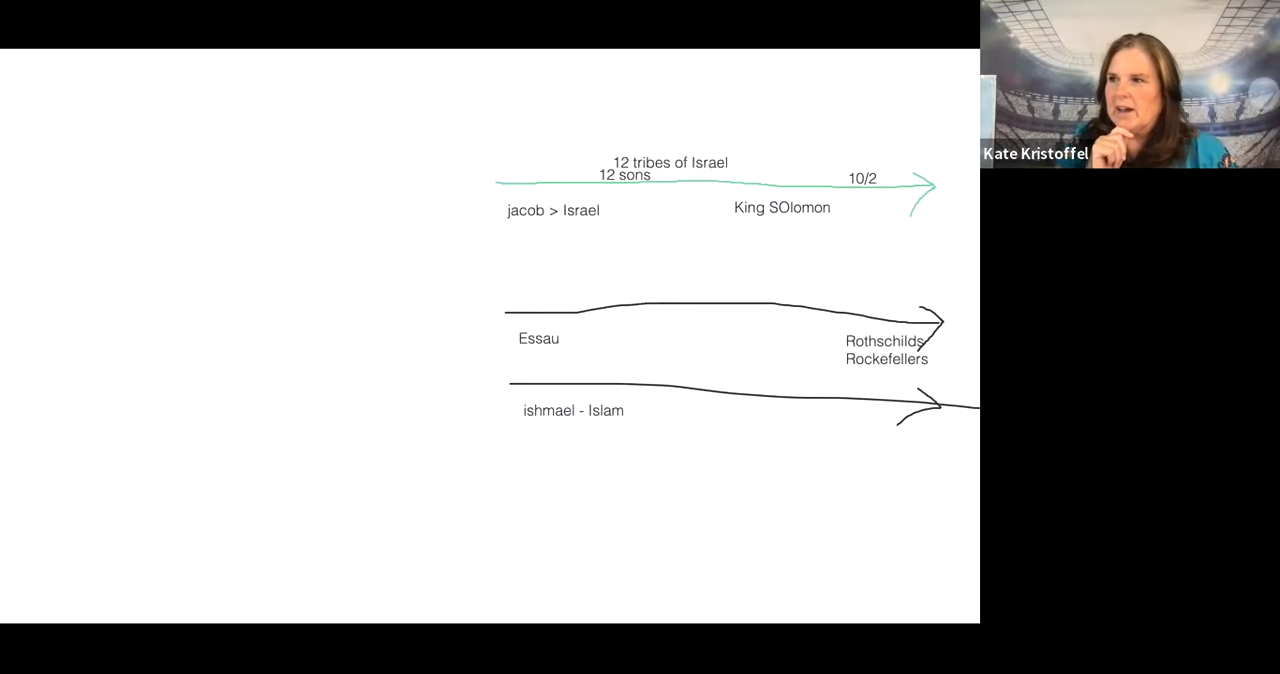 12 tribes of Israel
12 sons
10/2
jacob > Israel
King SOlomon
Essau
Rothschilds
Rockefellers
ishmael - Islam
Kate Kristoffel